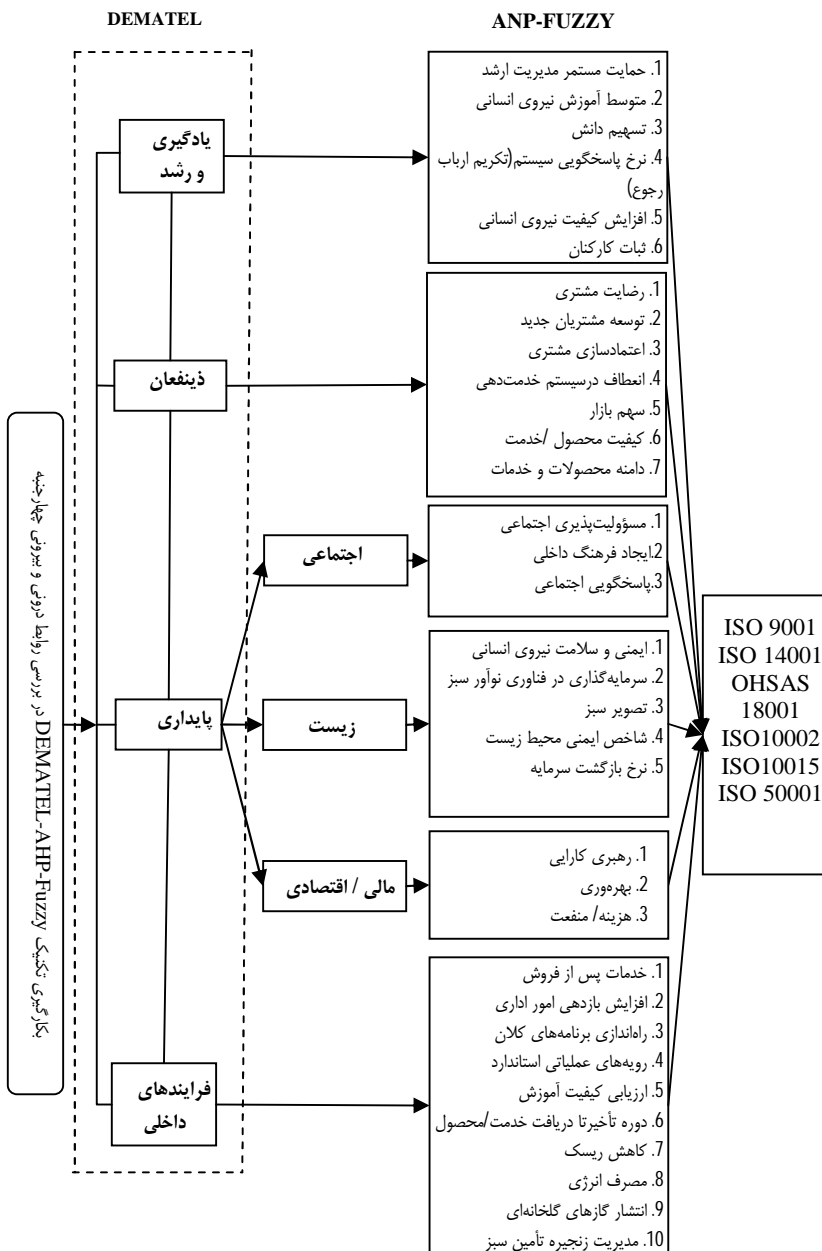 DEMATEL
ANP-FUZZY
یادگیری
و رشد
1. حمایت مستمر مدیریت ارشد
2. متوسط آموزش نیروی انسانی
3. تسهیم دانش
4. نرخ پاسخگویی سیستم(تکریم ارباب
رجوع)
5. افزایش کیفیت نیروی انسانی
6. ثبات کارکنان
ذینفعان
1. رضایت مشتری
2. توسعه مشتریان جدید
3. اعتمادسازی مشتری
4. انعطاف درسیستم خدمت‌دهی
5. سهم بازار
6. کیفیت محصول /خدمت
7. دامنه محصولات و خدمات
بکارگیری تکنیک DEMATEL-AHP-Fuzzy در بررسی روابط درونی و بیرونی چهارجنبه
پایداری
اجتماعی
1. مسؤولیت‌پذیری اجتماعی
2.ایجاد فرهنگ داخلی
3.پاسخگویی اجتماعی
زیست
1. ایمنی و سلامت نیروی انسانی
2. سرمایه‌گذاری در فناوری نوآور سبز
3. تصویر سبز
4. شاخص ایمنی محیط زیست
5. نرخ بازگشت سرمایه
مالی / اقتصادی
1. رهبری کارایی
2. بهره‌وری
3. هزینه/ منفعت
فرایندهای
داخلی
1. خدمات پس از فروش
2. افزایش بازدهی امور اداری
3. راه‌اندازی برنامه‌های کلان
4. رویه‌های عملیاتی استاندارد
5. ارزیابی کیفیت آموزش
6. دوره تأخیرتا دریافت خدمت/محصول
7. کاهش ریسک
8. مصرف انرژی
9. انتشار گازهای گلخانه‌ای
10. مدیریت زنجیره تأمین سبز
ISO 9001
ISO 14001
OHSAS
18001
ISO10002
ISO10015
ISO 50001